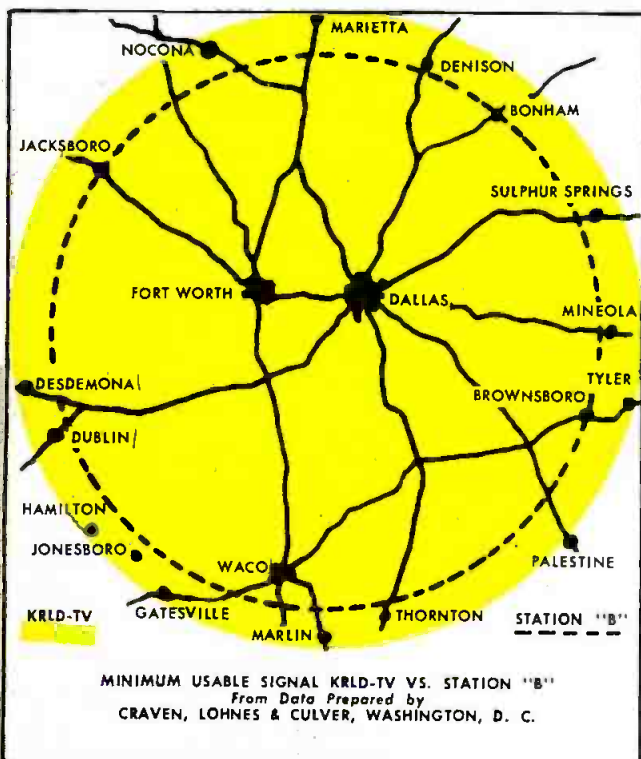 MARIETTA
NOCONA
DENISON
BONHAM
JACKSBORO
SULPHUR SPRINGS
FORT WORTH
DALLAS
MINEOLA
TYLER
DESDEMONA
BROWNSBORO
DUBLIN
HAMILTON
JONESBORO
WACO
PALESTINE
GATESVILLE
THORNTON
MARLIN
KRLD-TV
STATION "B"
MINIMUM USABLE SIGNAL KRLD-TV VS. STATION "B"
From Data Prepared by
CRAVEN, LOHNES & CULVER, WASHINGTON, D. C.